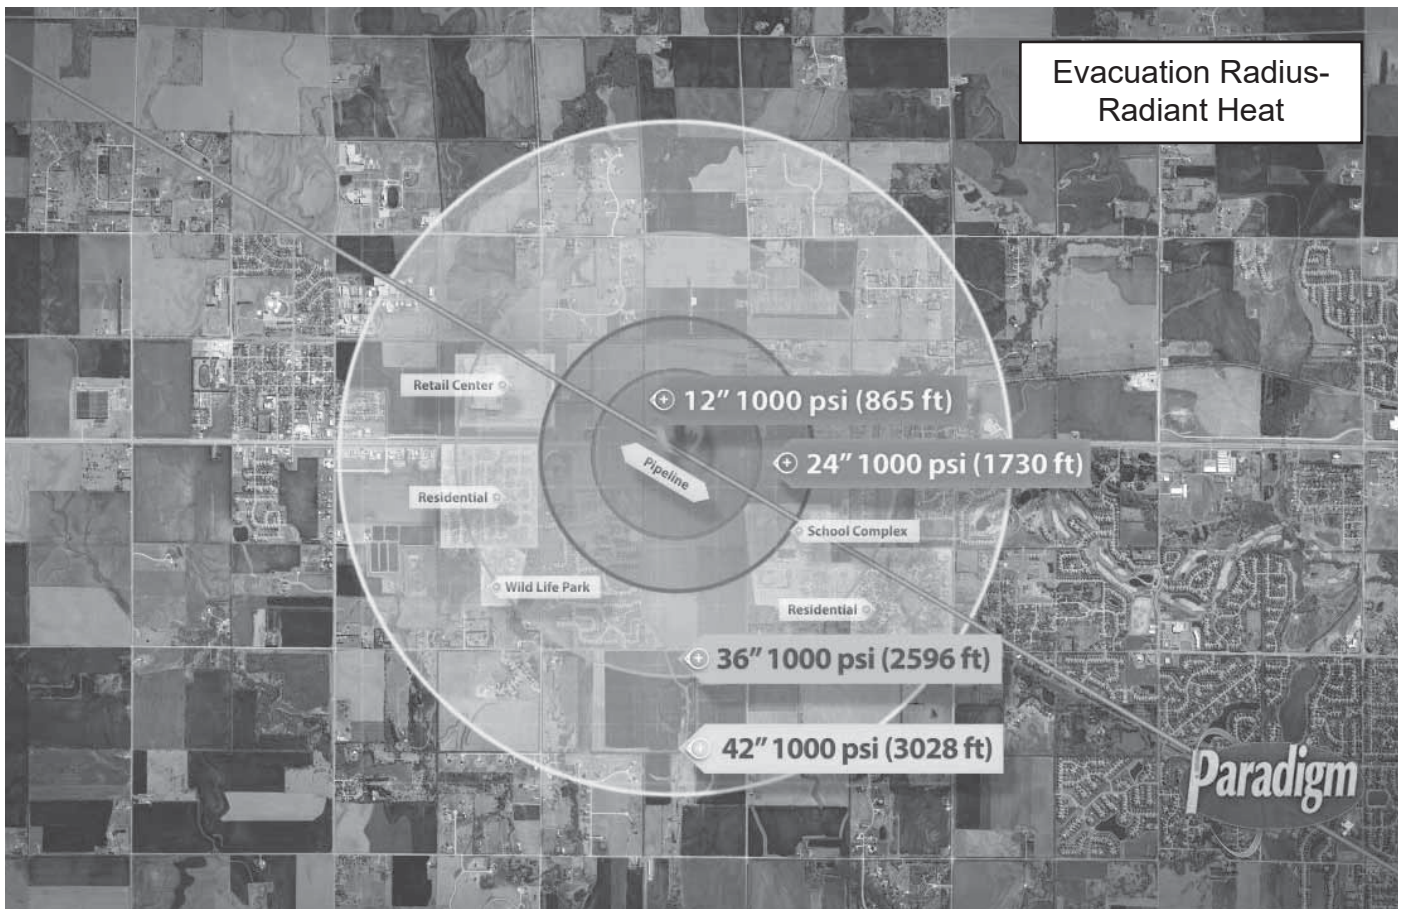 Evacuation Radius-
Radiant Heat
Retail Center
12” 1000 psi (865 ft)
24” 1000 psi (1730 ft)
Pipeline
Residential
School Complex
Wild Life Park
Residential
36” 1000 psi (2596 ft)
42” 1000 psi (3028 ft)
Paradigm